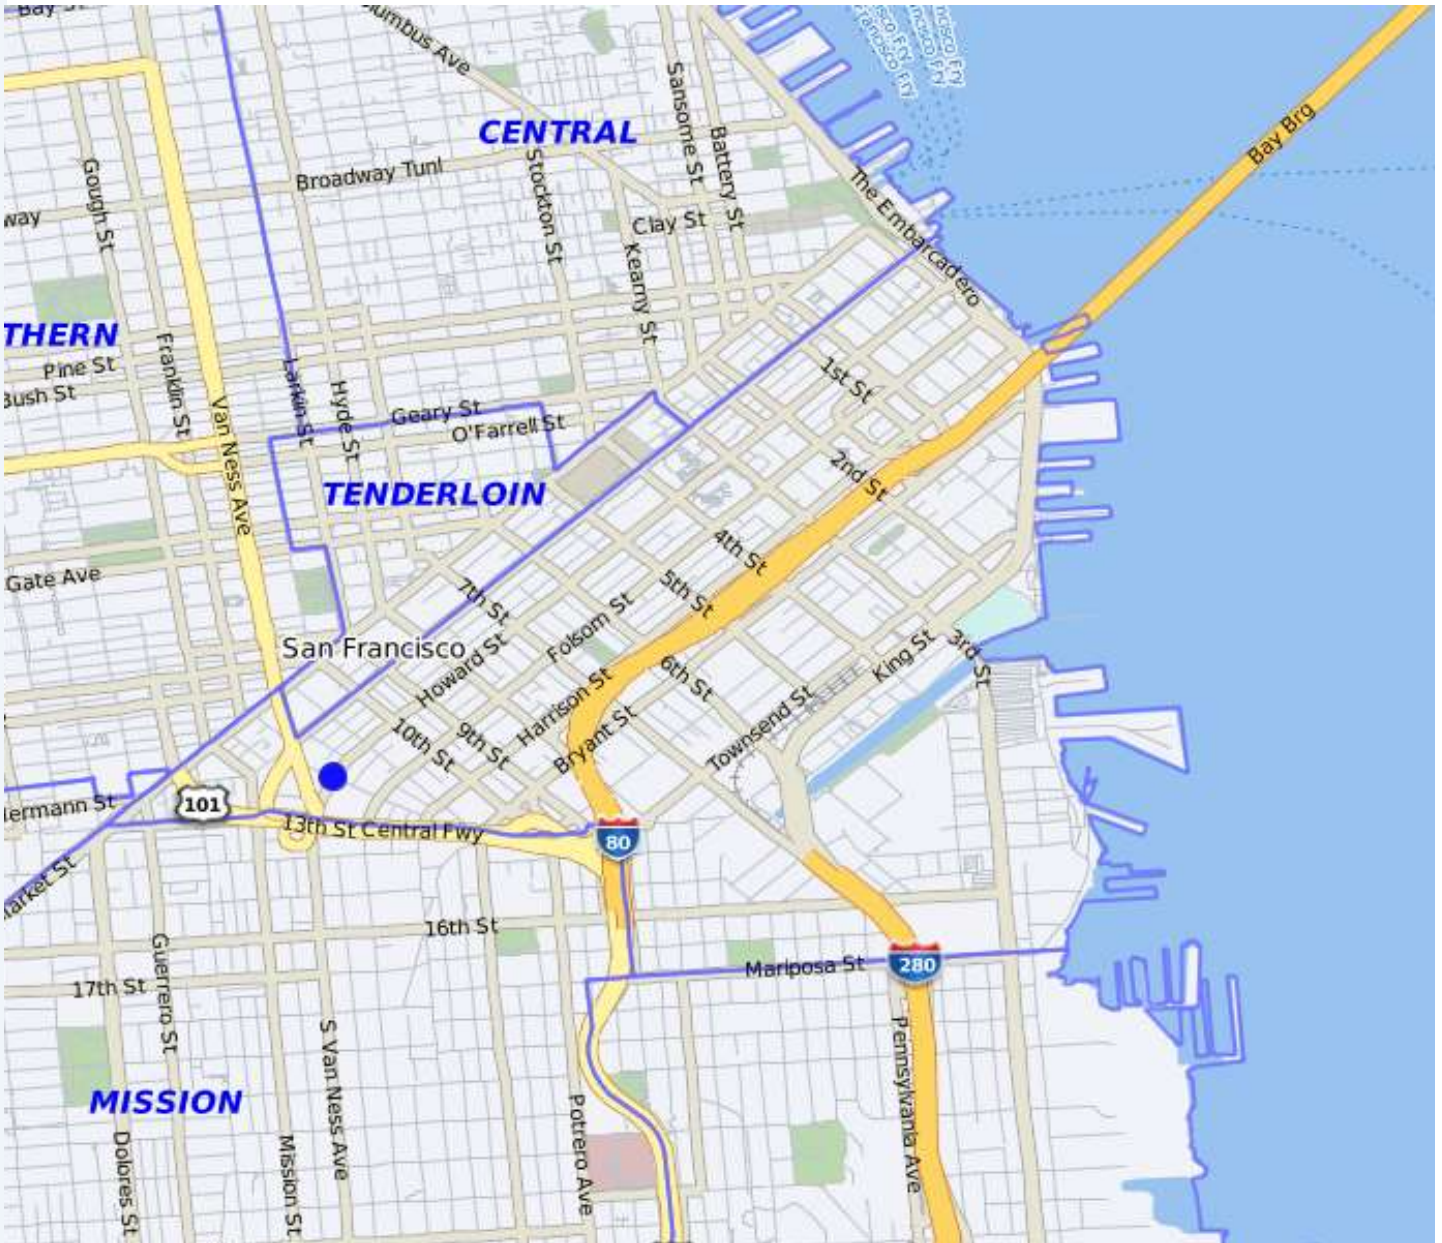 Bay St
Columbus Ave
Sansome St
Battery St
CENTRAL
Broadway Tunl
Stockton St
Gough St
way
Clay St
Kearny St
The Embarcadero
Bay Brg
THERN
Pine St
Bush St
Franklin St
Larkin St
Hyde St
Geary St
O'Farrell St
Van Ness Ave
1st St
2nd St
TENDERLOIN
4th St
5th St
Gate Ave
7th St
Folsom St
San Francisco
Howard St
6th St
King St
3rd St
Harrison St
10th St
9th St
Bryant St
Townsend St
ermann St
101
13th St Central Fwy
80
arket St
16th St
Mariposa St
280
17th St
Guerrero St
S Van Ness Ave
Pennsylvania Ave
MISSION
Potrero Ave
Dolores St
Mission St